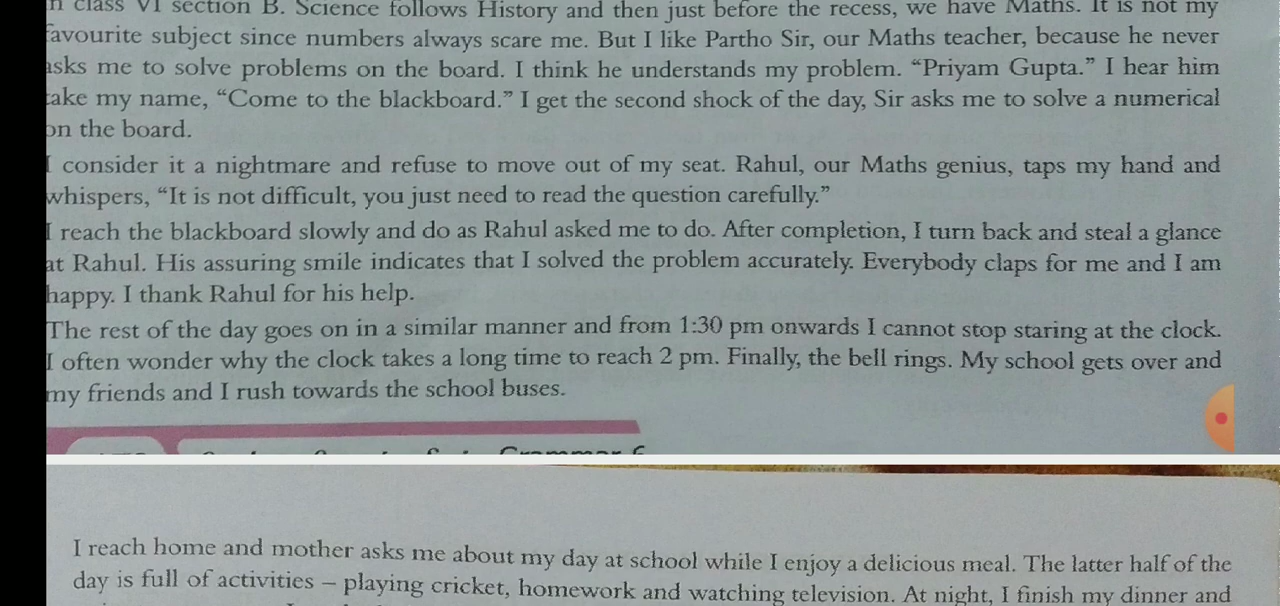 n class VI section B. Science follows History and then just before the recess, we have Maths. It is not my
avourite subject since numbers always scare me. But I like Partho Sir, our Maths teacher, because he never
asks me to solve problems on the board. I think he understands my problem. “Priyam Gupta.” I hear him
take my name, “Come to the blackboard.” I get the second shock of the day, Sir asks me to solve a numerical
on the board.
I consider it a nightmare and refuse to move out of my seat. Rahul, our Maths genius, taps my hand and
whispers, “It is not difficult, you just need to read the question carefully.”
I reach the blackboard slowly and do as Rahul asked me to do. After completion, I turn back and steal a glance
at Rahul. His assuring smile indicates that I solved the problem accurately. Everybody claps for me and I am
happy. I thank Rahul for his help.
The rest of the day goes on in a similar manner and from 1:30 pm onwards I cannot stop staring at the clock.
I often wonder why the clock takes a long time to reach 2 pm. Finally, the bell rings. My school gets over and
my friends and I rush towards the school buses.
I reach home and mother asks me about my day at school while I enjoy a delicious meal. The latter half of the
day is full of activities – playing cricket, homework and watching television. At night, I finish my dinner and